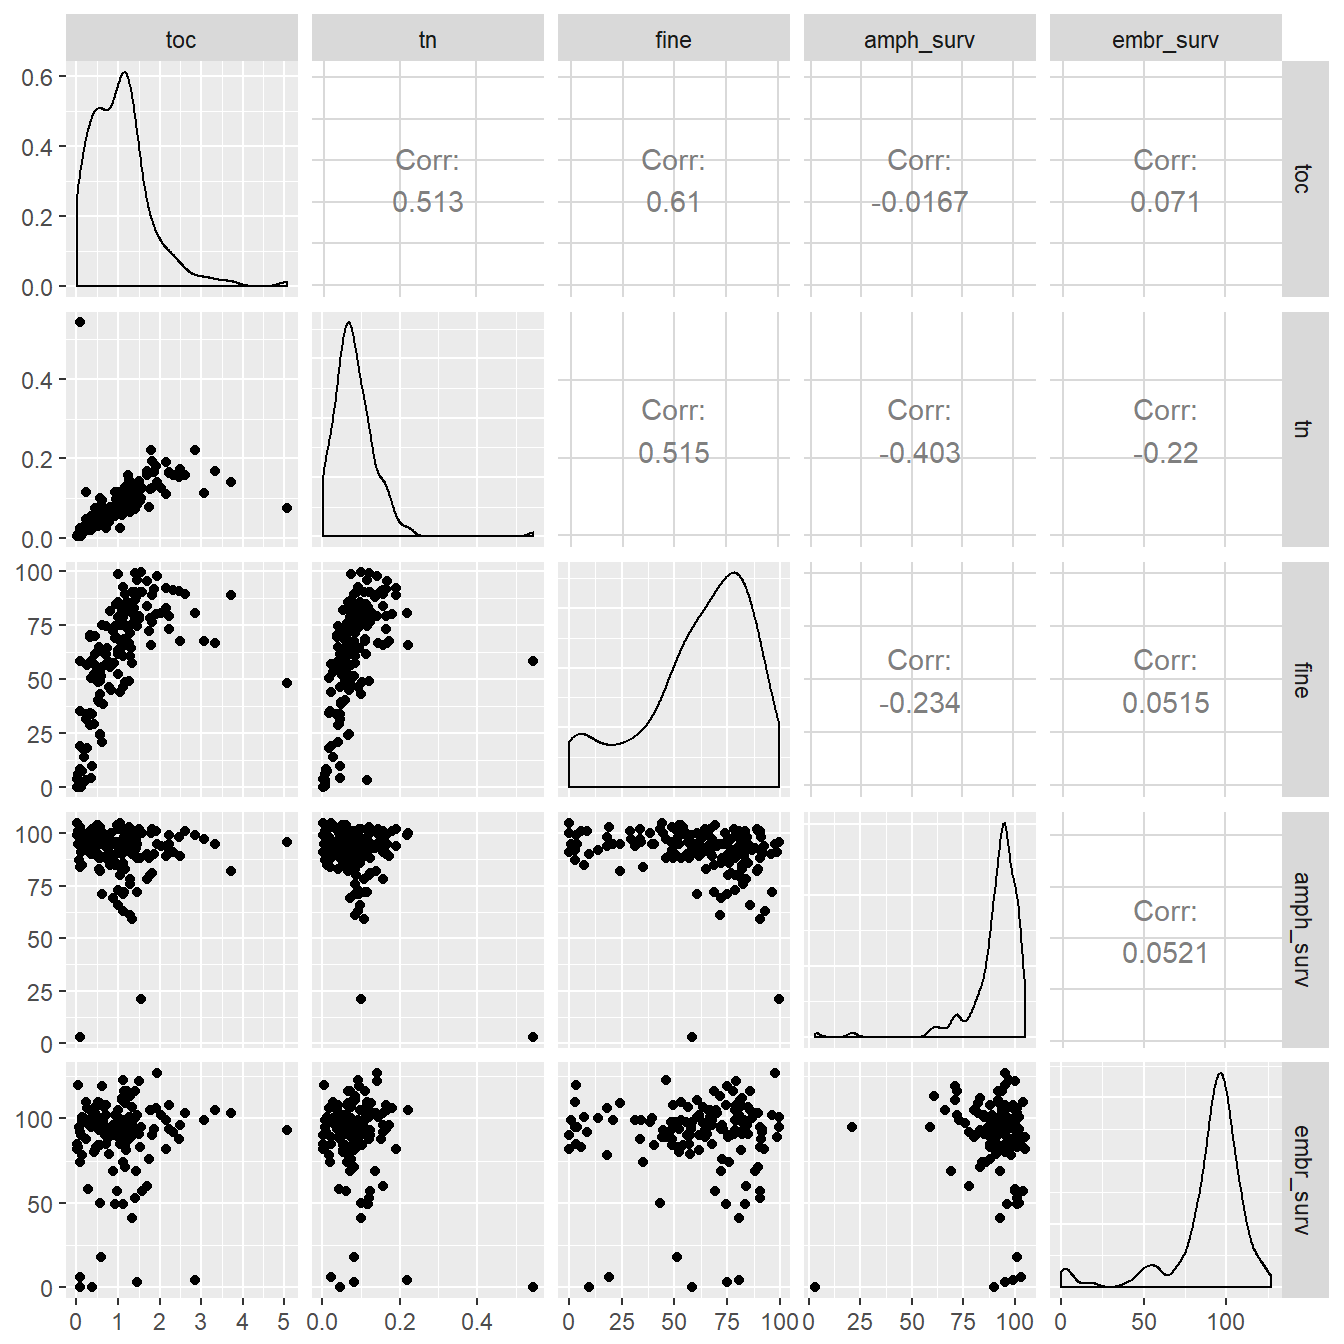 toc tn fine amph_surv embr_surv
0.6
0.4
0.2
0.0
Corr:
0.513
Corr:
0.61
Corr:
-0.0167
Corr:
0.071
toc
0.4
0.2
0.0
Corr:
0.515
Corr:
-0.403
Corr:
-0.22
tn
100
75
50
25
0
Corr:
-0.234
Corr:
0.0515
fine
100
75
50
25
0
Corr:
0.0521
amph_surv
100
50
0
embr_surv
0 1 2 3 4 5 0.0 0.2 0.4 0 25 50 75 100 0 25 50 75 100 0 50 100